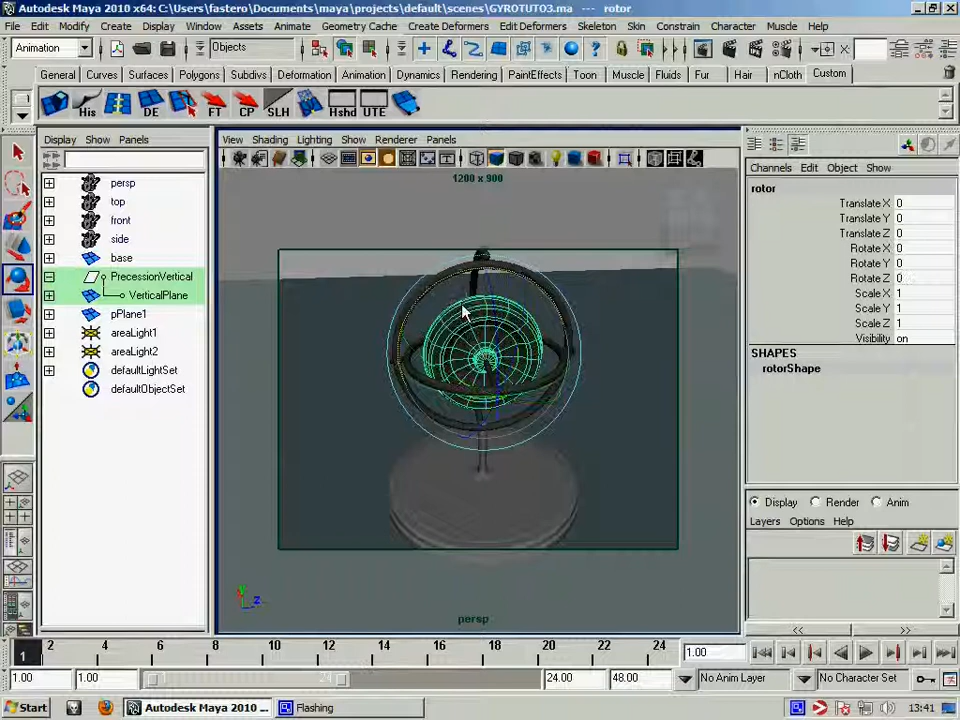 Autodesk Maya 2010 x64: C:\Users\fastero\Documents\maya\projects\default\scenes\GYROTUTO3.ma --- rotor
File Edit Modify Create Display Window Assets Animate Geometry Cache Create Deformers Edit Deformers Skeleton Skin Constrain Character Muscle Help
Animation Objects
General Curves Surfaces Polygons Subdivs Deformation Animation Dynamics Rendering PaintEffects Toon Muscle Fluids Fur Hair nCloth Custom
His DE FT CP SLH Hshd UTE
Display Show Panels
View Shading Lighting Show Renderer Panels
Channels Edit Object Show
1200 x 900
persp
top
front
side
base
PrecessionVertical
VerticalPlane
pPlane1
areaLight1
areaLight2
defaultLightSet
defaultObjectSet
rotor
Translate X 0
Translate Y 0
Translate Z 0
Rotate X 0
Rotate Y 0
Rotate Z 0
Scale X 1
Scale Y 1
Scale Z 1
Visibility on
SHAPES
rotorShape
Display Render Anim
Layers Options Help
y
z
persp
<< >>
1 2 4 6 8 10 12 14 16 18 20 22 24 1.00
1.00 1.00 24 24.00 48.00 No Anim Layer No Character Set
Start Autodesk Maya 2010 ... Flashing 13:41